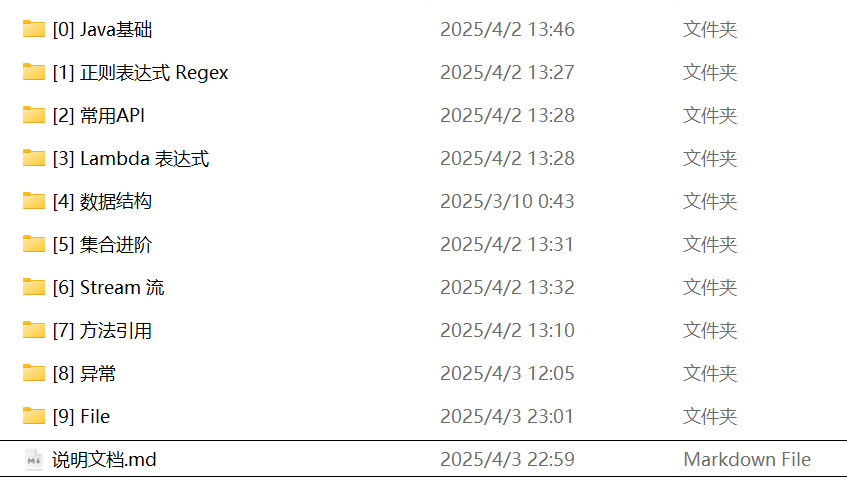 [0] Java基础 2025/4/2 13:46 文件夹
[1] 正则表达式 Regex 2025/4/2 13:27 文件夹
[2] 常用API 2025/4/2 13:28 文件夹
[3] Lambda 表达式 2025/4/2 13:28 文件夹
[4] 数据结构 2025/3/10 0:43 文件夹
[5] 集合进阶 2025/4/2 13:31 文件夹
[6] Stream 流 2025/4/2 13:32 文件夹
[7] 方法引用 2025/4/2 13:10 文件夹
[8] 异常 2025/4/3 12:05 文件夹
[9] File 2025/4/3 23:01 文件夹
M 说明文档.md 2025/4/3 22:59 Markdown File